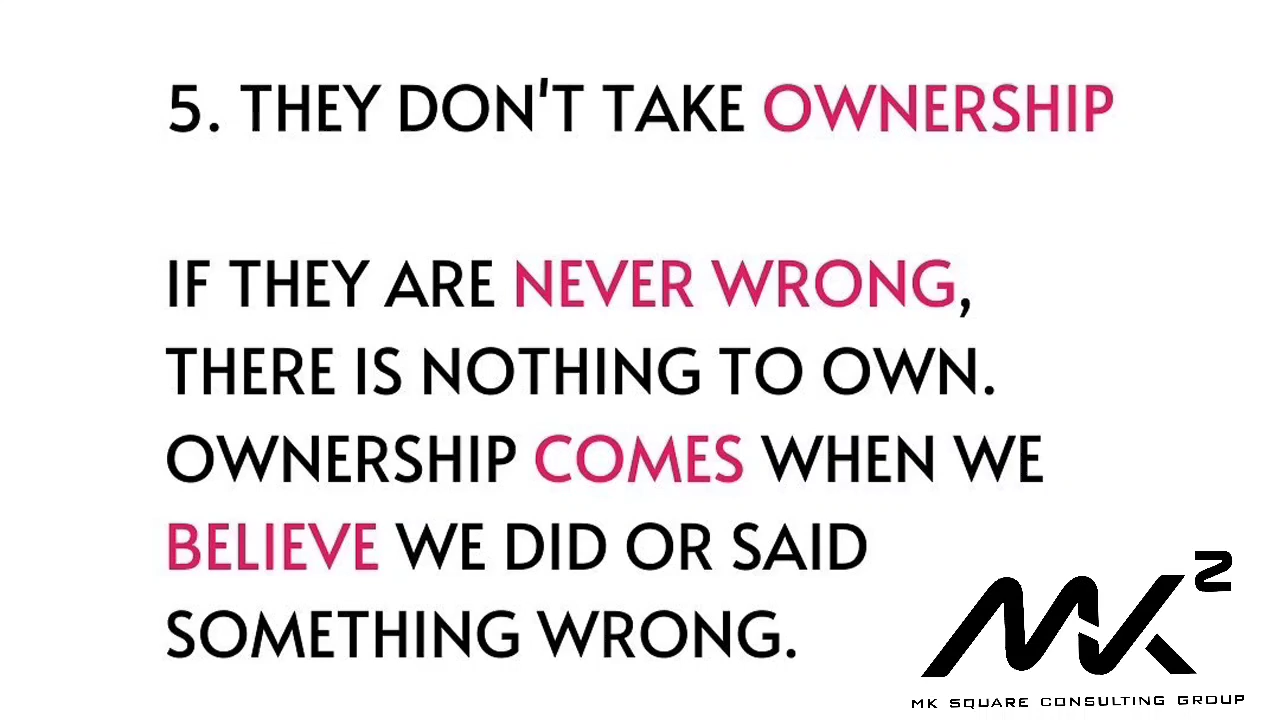 5. THEY DON'T TAKE OWNERSHIP
IF THEY ARE NEVER WRONG,
THERE IS NOTHING TO OWN.
OWNERSHIP COMES WHEN WE
BELIEVE WE DID OR SAID
SOMETHING WRONG.
MK2
MK SQUARE CONSULTING GROUP